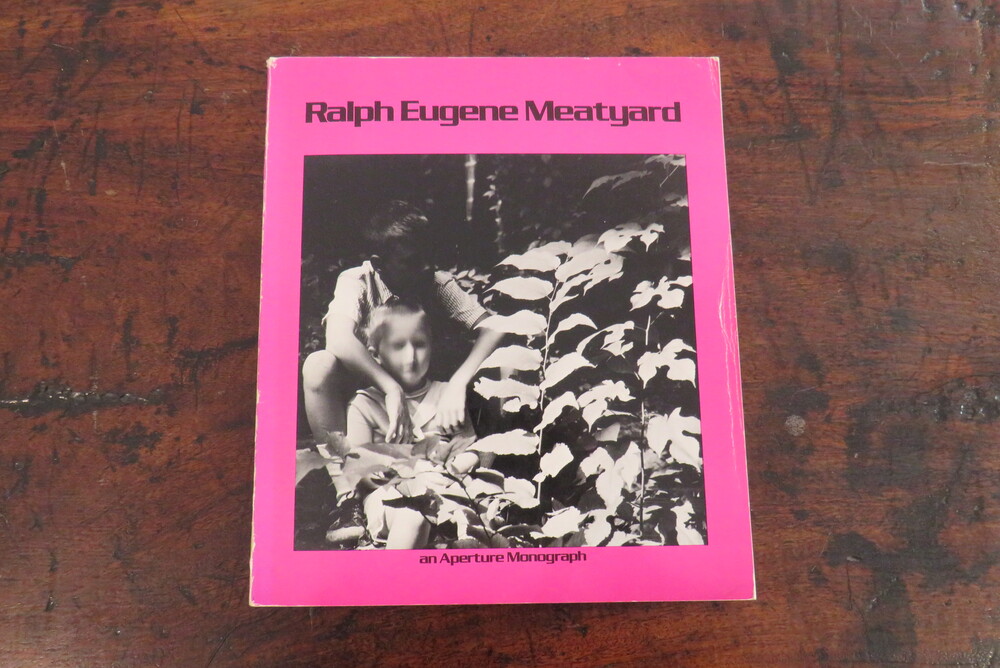 Ralph Eugene Meatyard
an Aperture Monograph